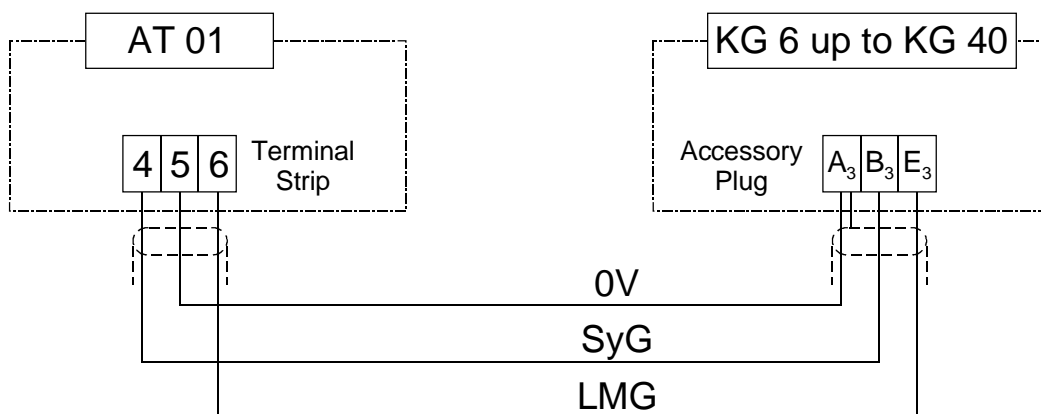 AT 01
KG 6 up to KG 40
4 5 6
Terminal
Strip
Accessory
Plug
A₃ B₃ E₃
0V
SyG
LMG